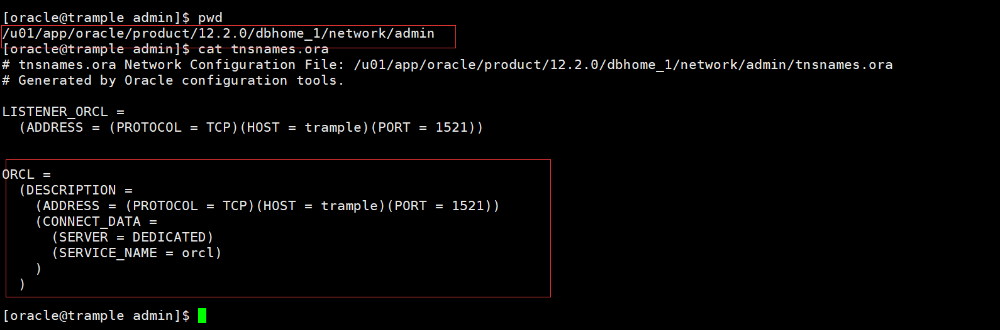 [oracle@trample admin]$ pwd
/u01/app/oracle/product/12.2.0/dbhome_1/network/admin
[oracle@trample admin]$ cat tnsnames.ora
# tnsnames.ora Network Configuration File: /u01/app/oracle/product/12.2.0/dbhome_1/network/admin/tnsnames.ora
# Generated by Oracle configuration tools.

LISTENER_ORCL =
  (ADDRESS = (PROTOCOL = TCP)(HOST = trample)(PORT = 1521))


ORCL =
  (DESCRIPTION =
    (ADDRESS = (PROTOCOL = TCP)(HOST = trample)(PORT = 1521))
    (CONNECT_DATA =
      (SERVER = DEDICATED)
      (SERVICE_NAME = orcl)
    )
  )

[oracle@trample admin]$